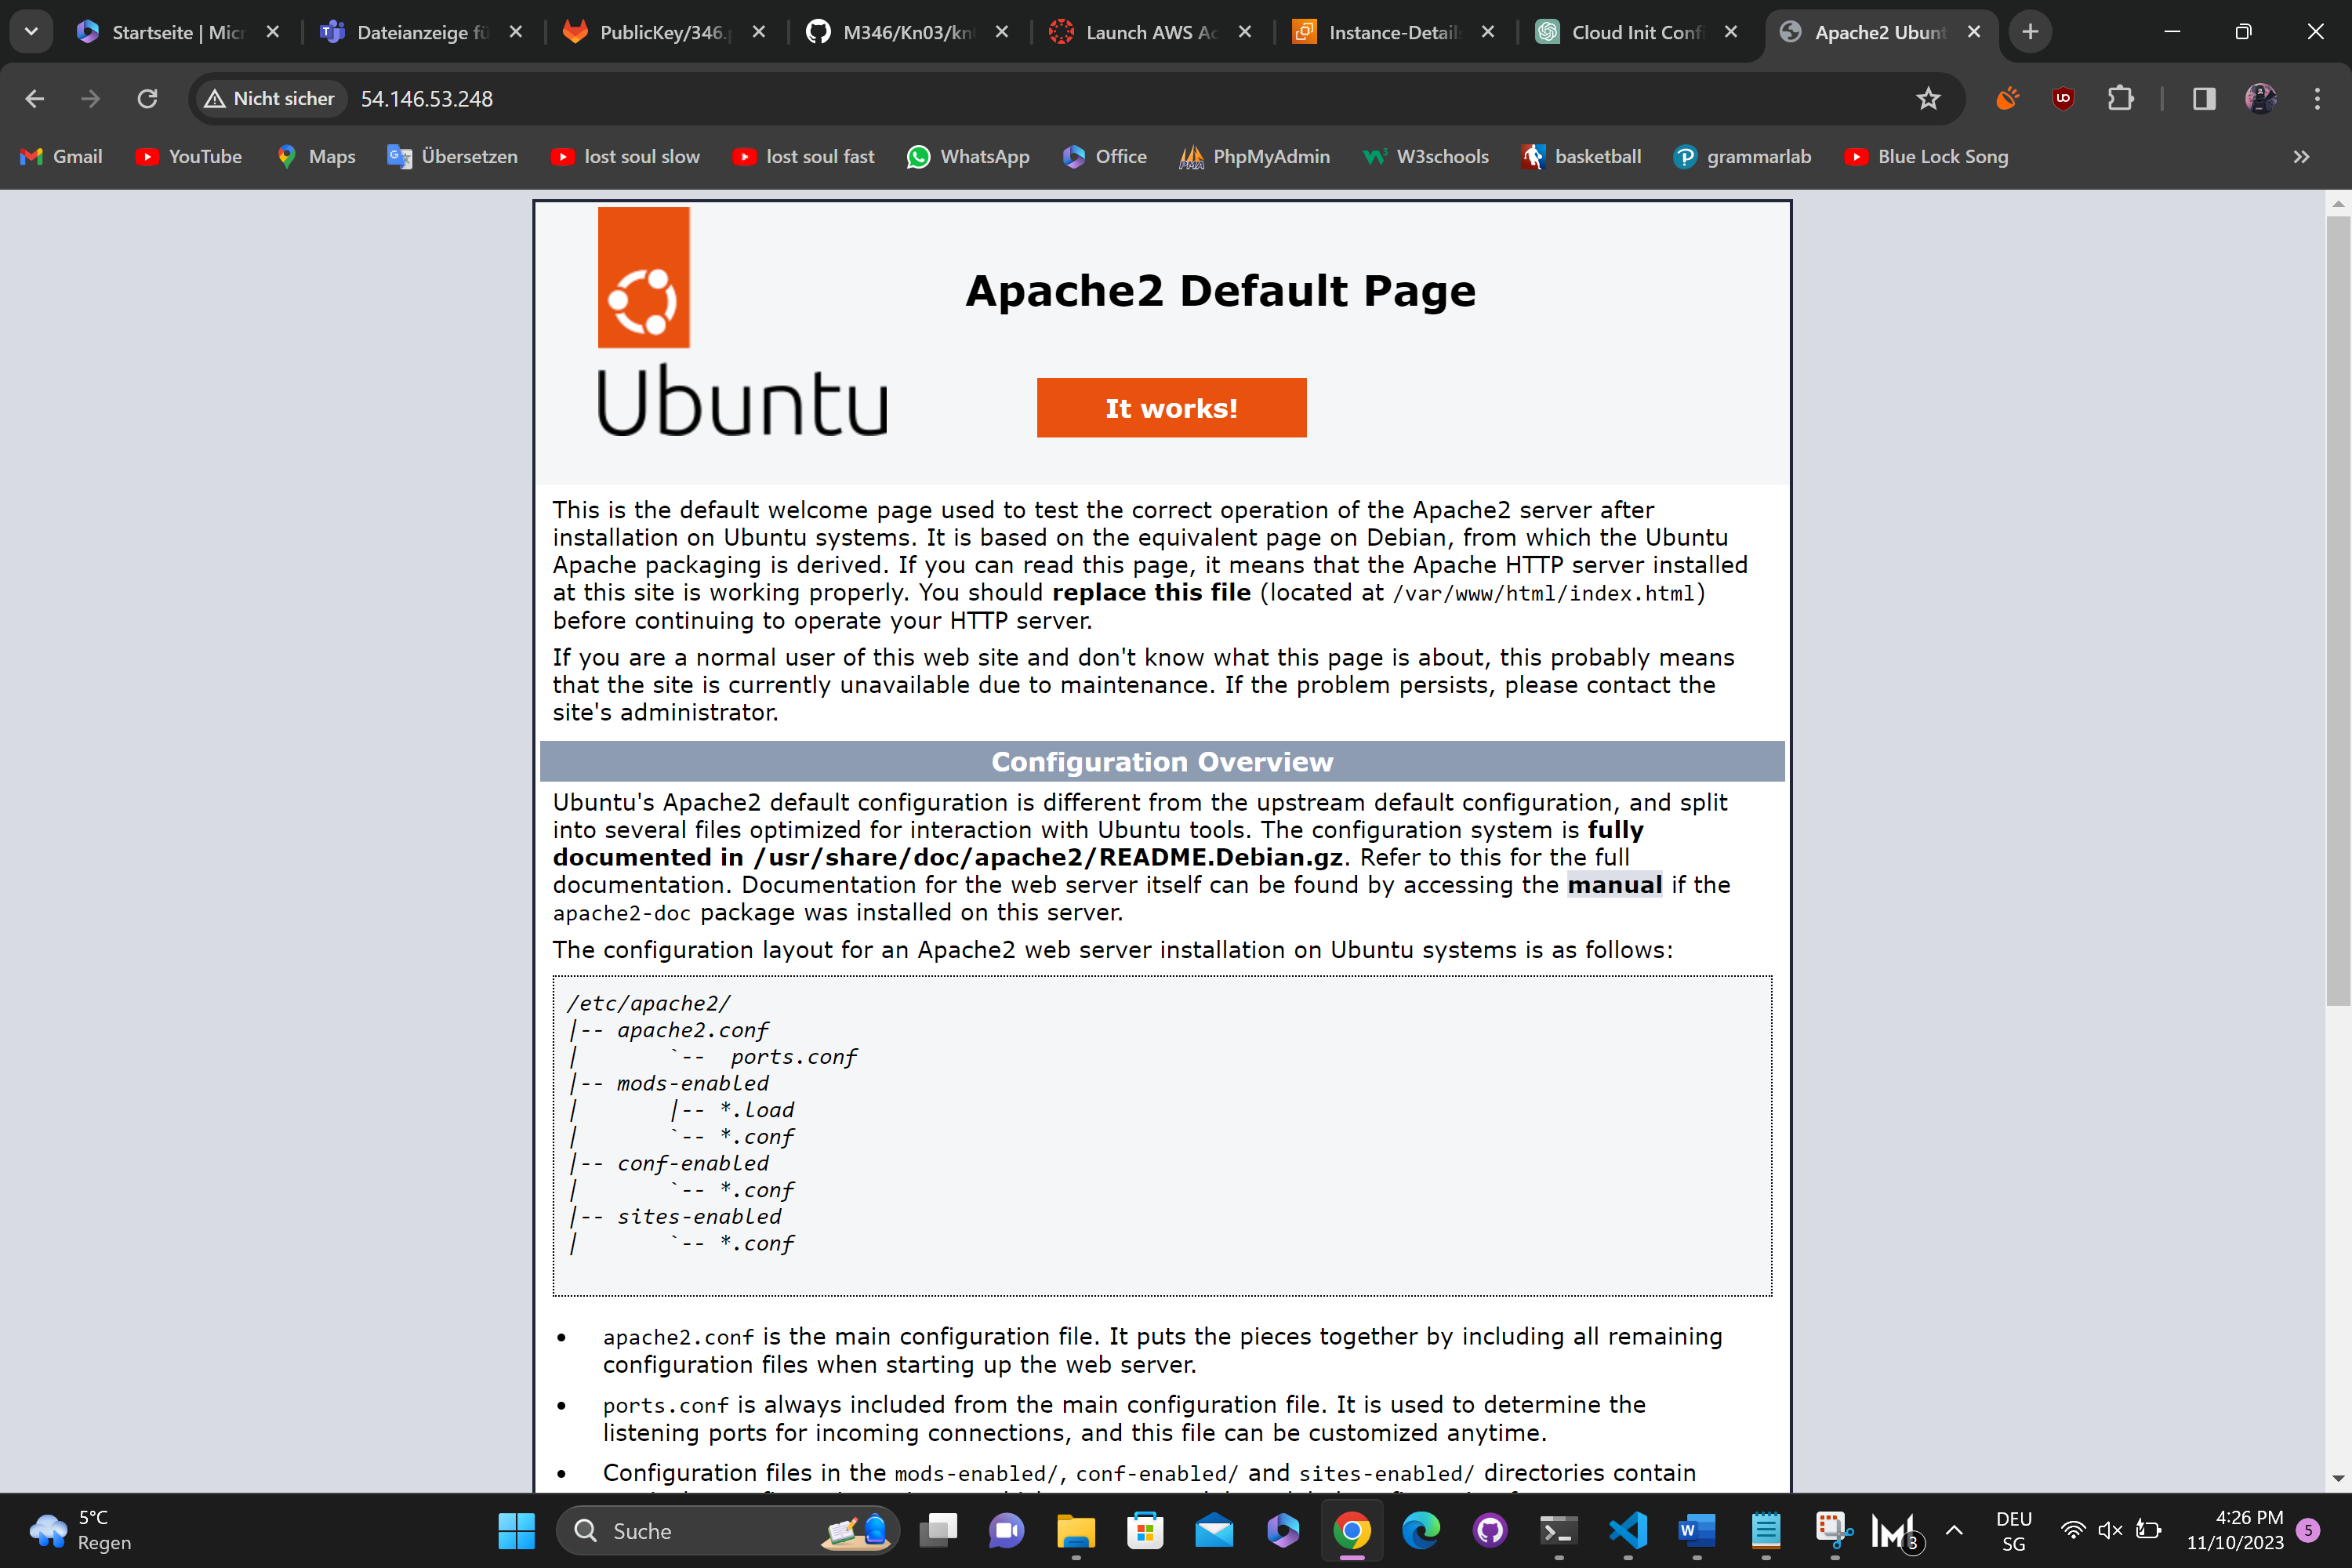 Startseite | Micr
Dateianzeige fü
PublicKey/346.p
M346/Kn03/kn
Launch AWS Ac
Instance-Details
Cloud Init Confi
Apache2 Ubunt
Nicht sicher 54.146.53.248
Gmail YouTube Maps Übersetzen lost soul slow lost soul fast WhatsApp Office PhpMyAdmin W3schools basketball grammarlab Blue Lock Song
Ubuntu
Apache2 Default Page
It works!
This is the default welcome page used to test the correct operation of the Apache2 server after
installation on Ubuntu systems. It is based on the equivalent page on Debian, from which the Ubuntu
Apache packaging is derived. If you can read this page, it means that the Apache HTTP server installed
at this site is working properly. You should replace this file (located at /var/www/html/index.html)
before continuing to operate your HTTP server.
If you are a normal user of this web site and don't know what this page is about, this probably means
that the site is currently unavailable due to maintenance. If the problem persists, please contact the
site's administrator.
Configuration Overview
Ubuntu's Apache2 default configuration is different from the upstream default configuration, and split
into several files optimized for interaction with Ubuntu tools. The configuration system is fully
documented in /usr/share/doc/apache2/README.Debian.gz. Refer to this for the full
documentation. Documentation for the web server itself can be found by accessing the manual if the
apache2-doc package was installed on this server.
The configuration layout for an Apache2 web server installation on Ubuntu systems is as follows:
/etc/apache2/
|-- apache2.conf
|       `--  ports.conf
|-- mods-enabled
|       |-- *.load
|       `-- *.conf
|-- conf-enabled
|       `-- *.conf
|-- sites-enabled
|       `-- *.conf
• apache2.conf is the main configuration file. It puts the pieces together by including all remaining
configuration files when starting up the web server.
• ports.conf is always included from the main configuration file. It is used to determine the
listening ports for incoming connections, and this file can be customized anytime.
• Configuration files in the mods-enabled/, conf-enabled/ and sites-enabled/ directories contain
5°C
Regen
Suche
3
DEU
SG
4:26 PM
11/10/2023
5